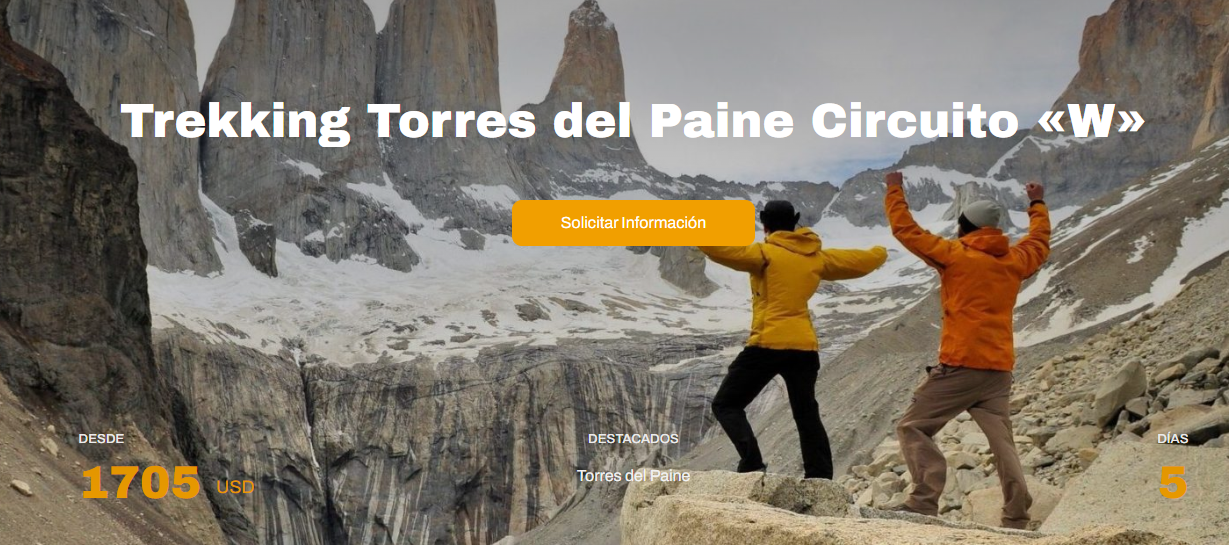 Trekking Torres del Paine Circuito «W»
Solicitar Información
DESDE
1705 USD
DESTACADOS
Torres del Paine
DÍAS
5